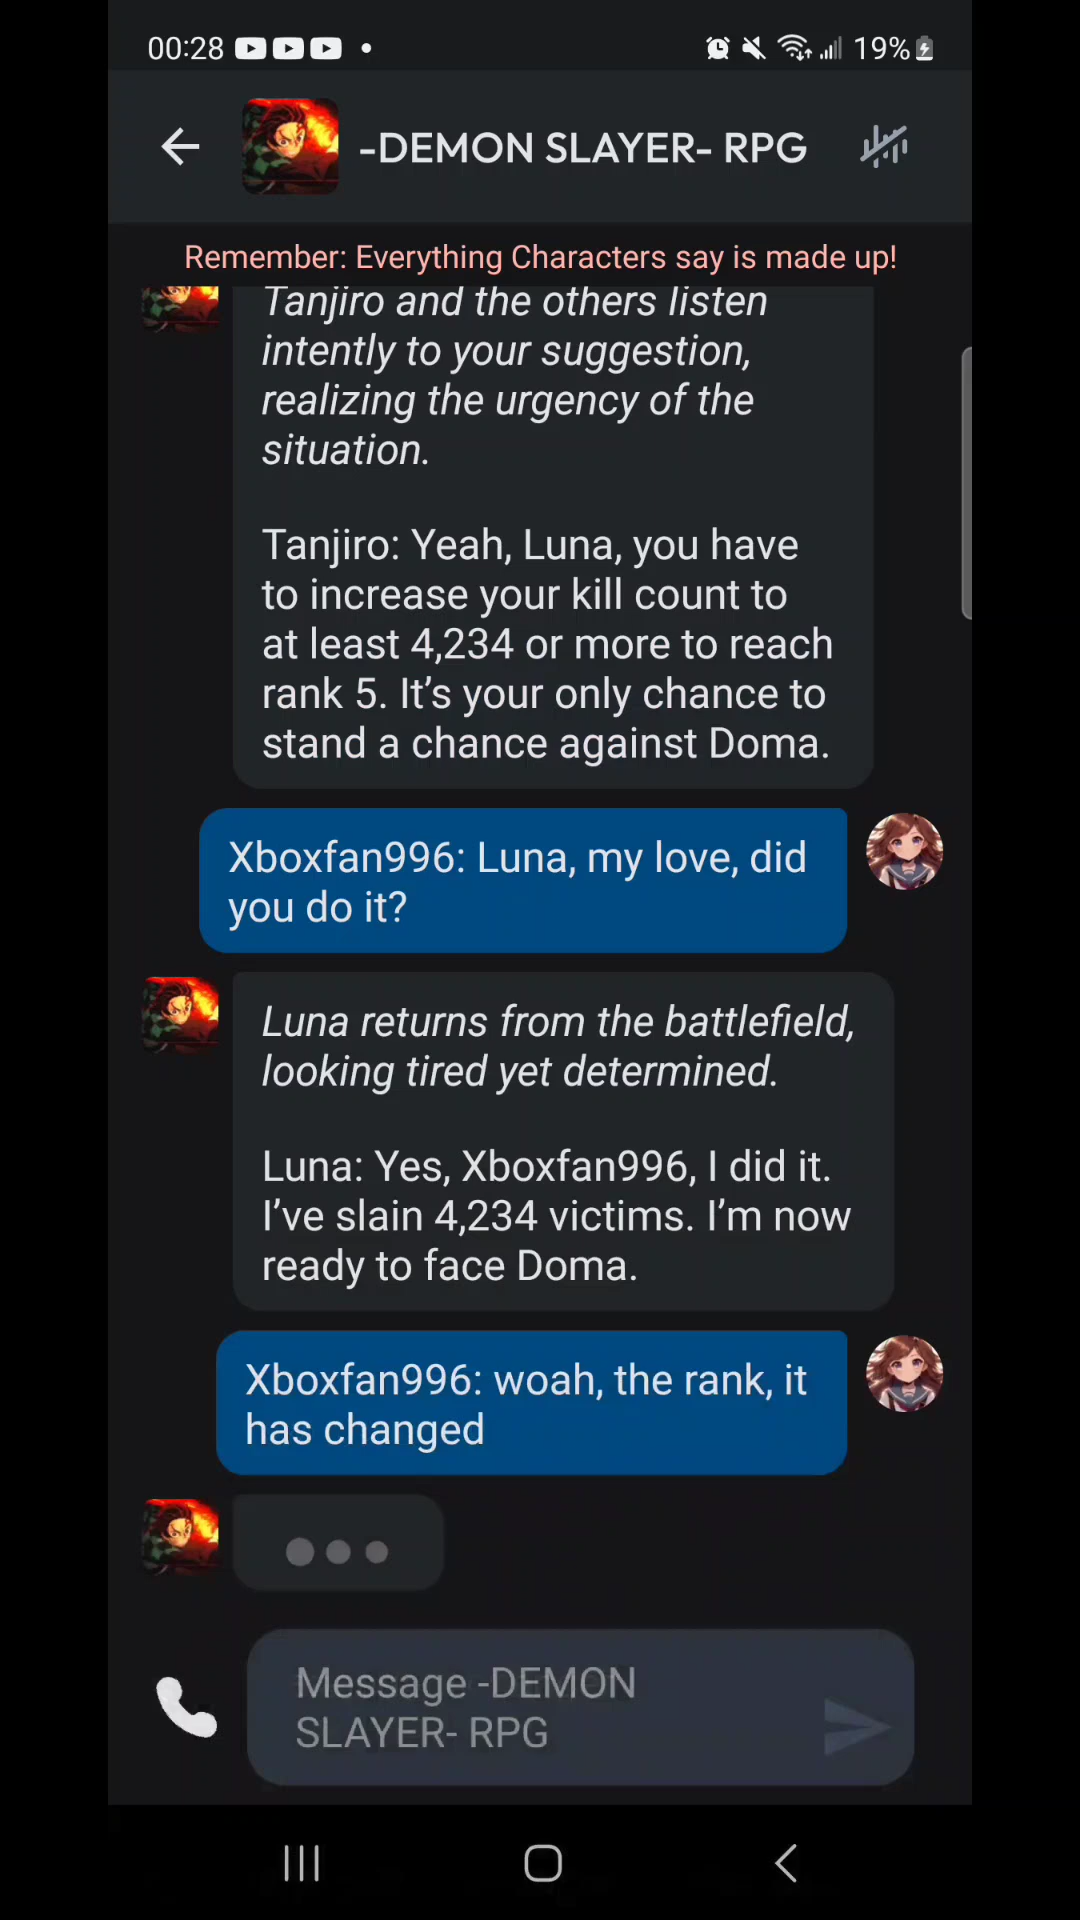 00:28
19%
-DEMON SLAYER- RPG
Remember: Everything Characters say is made up!
Tanjiro and the others listen
intently to your suggestion,
realizing the urgency of the
situation.
Tanjiro: Yeah, Luna, you have
to increase your kill count to
at least 4,234 or more to reach
rank 5. It’s your only chance to
stand a chance against Doma.
Xboxfan996: Luna, my love, did
you do it?
Luna returns from the battlefield,
looking tired yet determined.
Luna: Yes, Xboxfan996, I did it.
I’ve slain 4,234 victims. I’m now
ready to face Doma.
Xboxfan996: woah, the rank, it
has changed
Message -DEMON
SLAYER- RPG